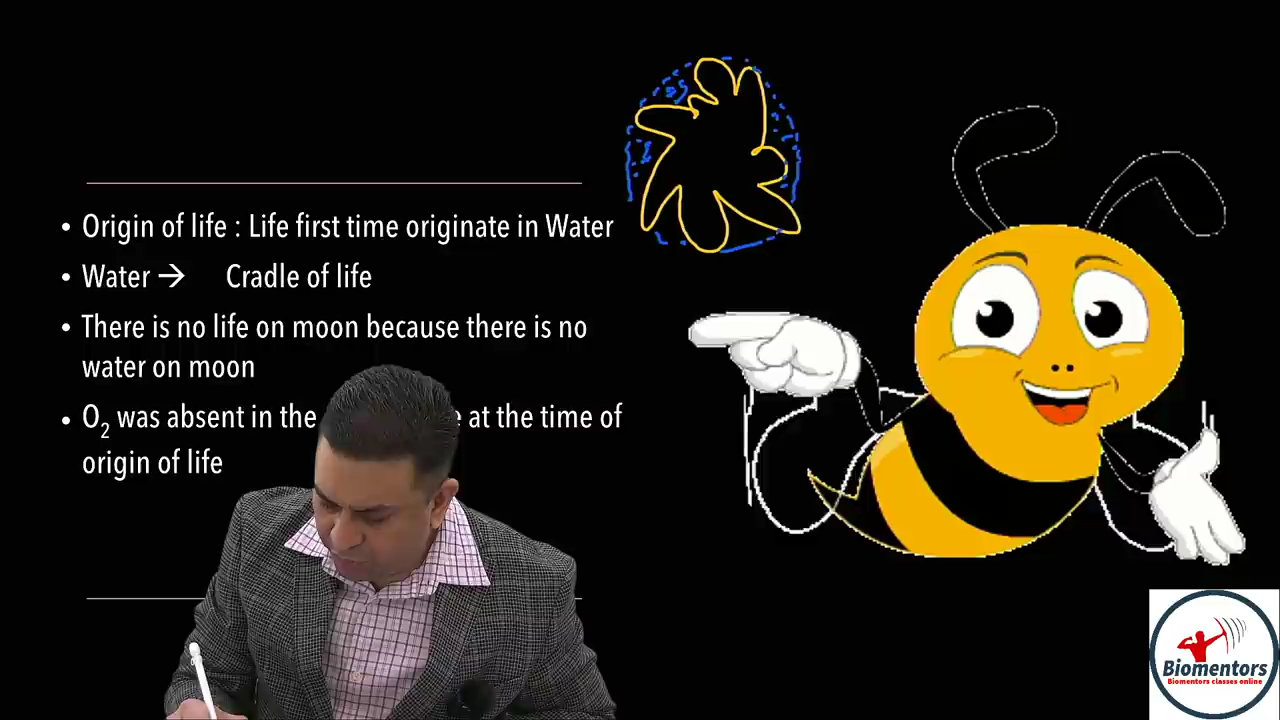 • Origin of life : Life first time originate in Water
• Water → Cradle of life
• There is no life on moon because there is no
water on moon
• O₂ was absent in the e at the time of
origin of life
Biomentors
Biomentors classes online